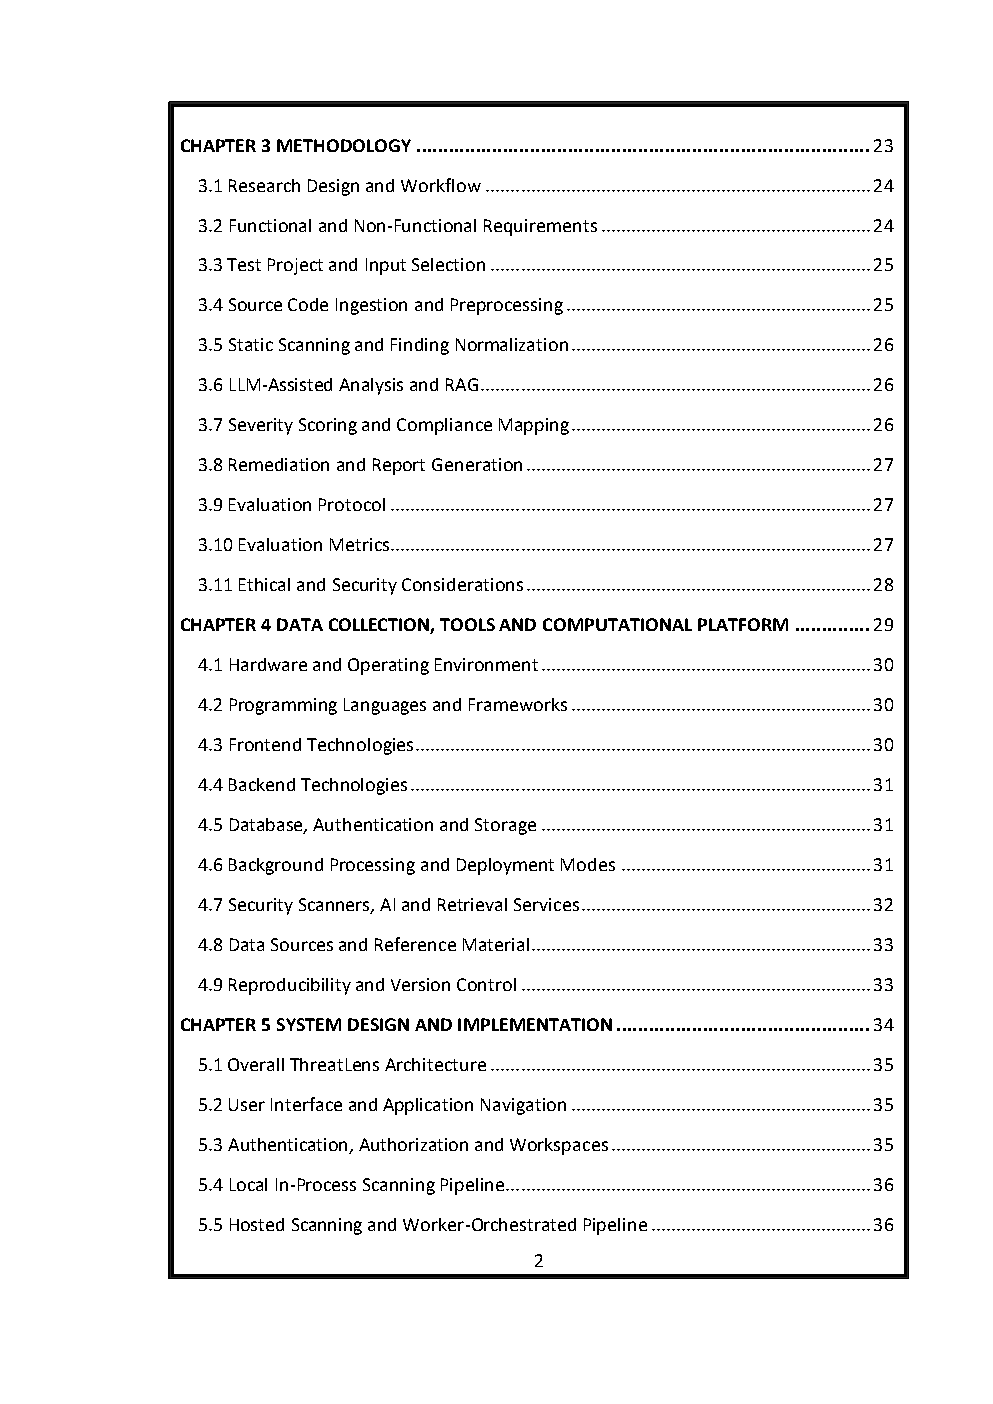 CHAPTER 3 METHODOLOGY ..................................................................................... 23
3.1 Research Design and Workflow ............................................................................. 24
3.2 Functional and Non-Functional Requirements ...................................................... 24
3.3 Test Project and Input Selection ............................................................................ 25
3.4 Source Code Ingestion and Preprocessing ............................................................. 25
3.5 Static Scanning and Finding Normalization ............................................................ 26
3.6 LLM-Assisted Analysis and RAG .............................................................................. 26
3.7 Severity Scoring and Compliance Mapping ............................................................ 26
3.8 Remediation and Report Generation ..................................................................... 27
3.9 Evaluation Protocol ................................................................................................ 27
3.10 Evaluation Metrics ................................................................................................ 27
3.11 Ethical and Security Considerations ..................................................................... 28
CHAPTER 4 DATA COLLECTION, TOOLS AND COMPUTATIONAL PLATFORM .............. 29
4.1 Hardware and Operating Environment .................................................................. 30
4.2 Programming Languages and Frameworks ............................................................ 30
4.3 Frontend Technologies ........................................................................................... 30
4.4 Backend Technologies ............................................................................................ 31
4.5 Database, Authentication and Storage .................................................................. 31
4.6 Background Processing and Deployment Modes .................................................. 31
4.7 Security Scanners, AI and Retrieval Services .......................................................... 32
4.8 Data Sources and Reference Material .................................................................... 33
4.9 Reproducibility and Version Control ...................................................................... 33
CHAPTER 5 SYSTEM DESIGN AND IMPLEMENTATION ............................................... 34
5.1 Overall ThreatLens Architecture ............................................................................ 35
5.2 User Interface and Application Navigation ............................................................ 35
5.3 Authentication, Authorization and Workspaces .................................................... 35
5.4 Local In-Process Scanning Pipeline ......................................................................... 36
5.5 Hosted Scanning and Worker-Orchestrated Pipeline ............................................ 36
2